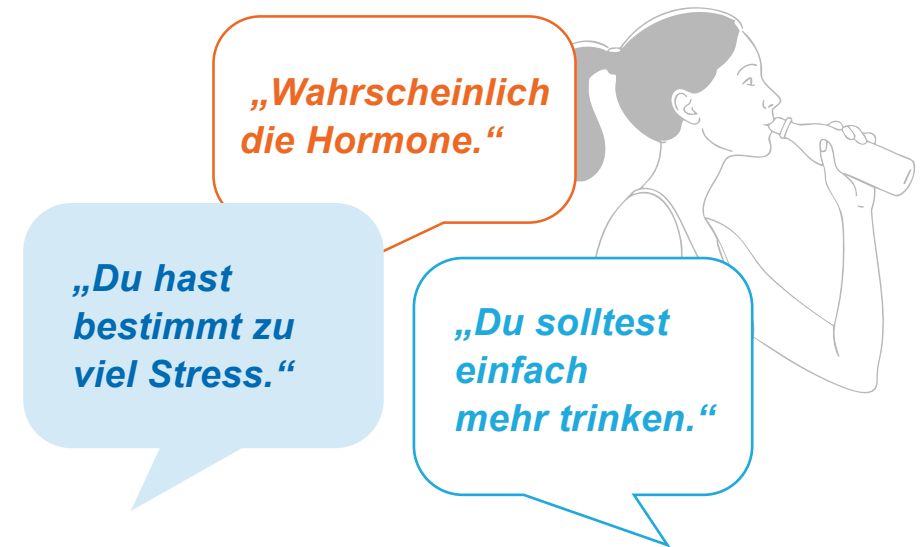 „Wahrscheinlich
die Hormone.“
„Du hast
bestimmt zu
viel Stress.“
„Du solltest
einfach
mehr trinken.“